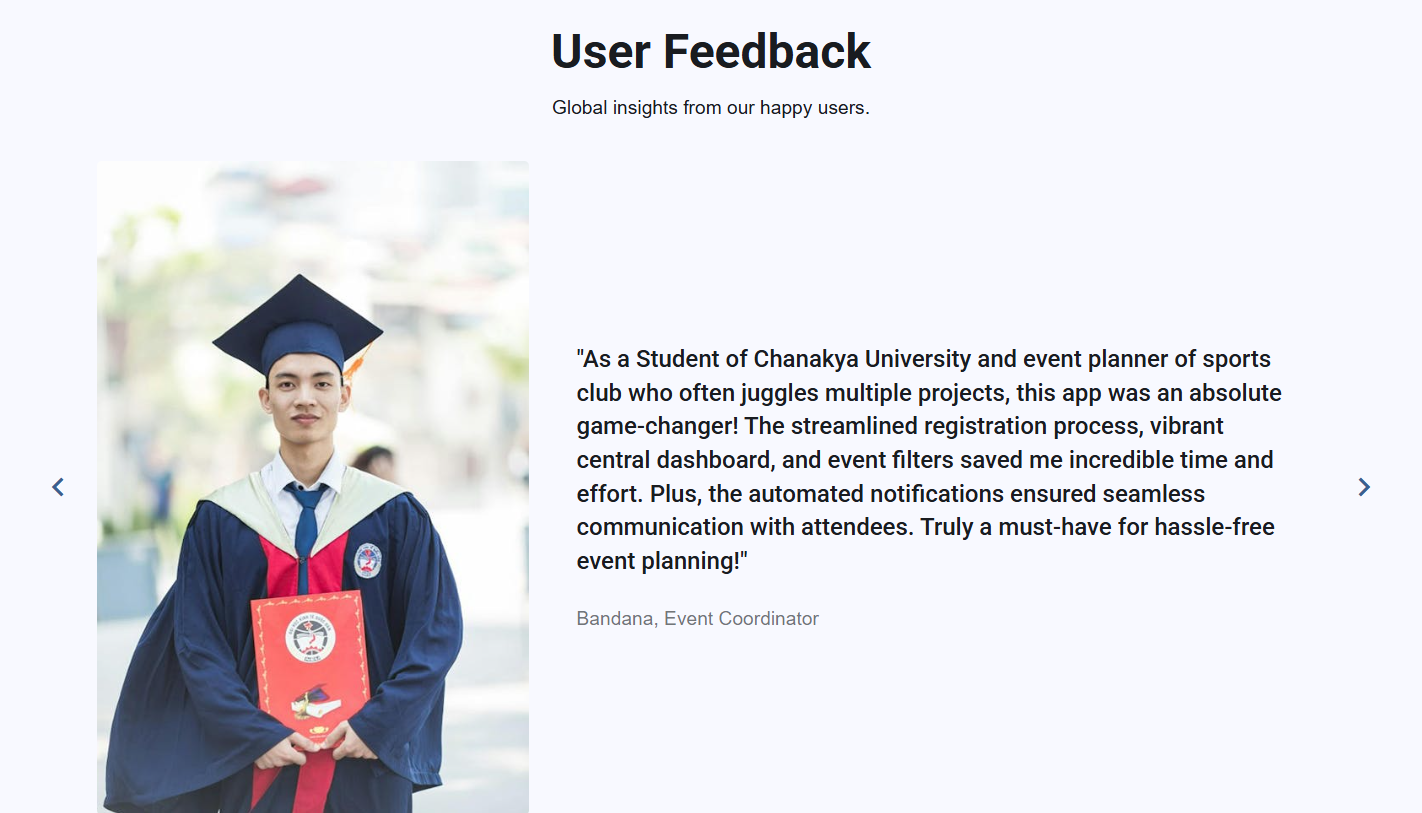 User Feedback
Global insights from our happy users.
"As a Student of Chanakya University and event planner of sports
club who often juggles multiple projects, this app was an absolute
game-changer! The streamlined registration process, vibrant
central dashboard, and event filters saved me incredible time and
effort. Plus, the automated notifications ensured seamless
communication with attendees. Truly a must-have for hassle-free
event planning!"
Bandana, Event Coordinator